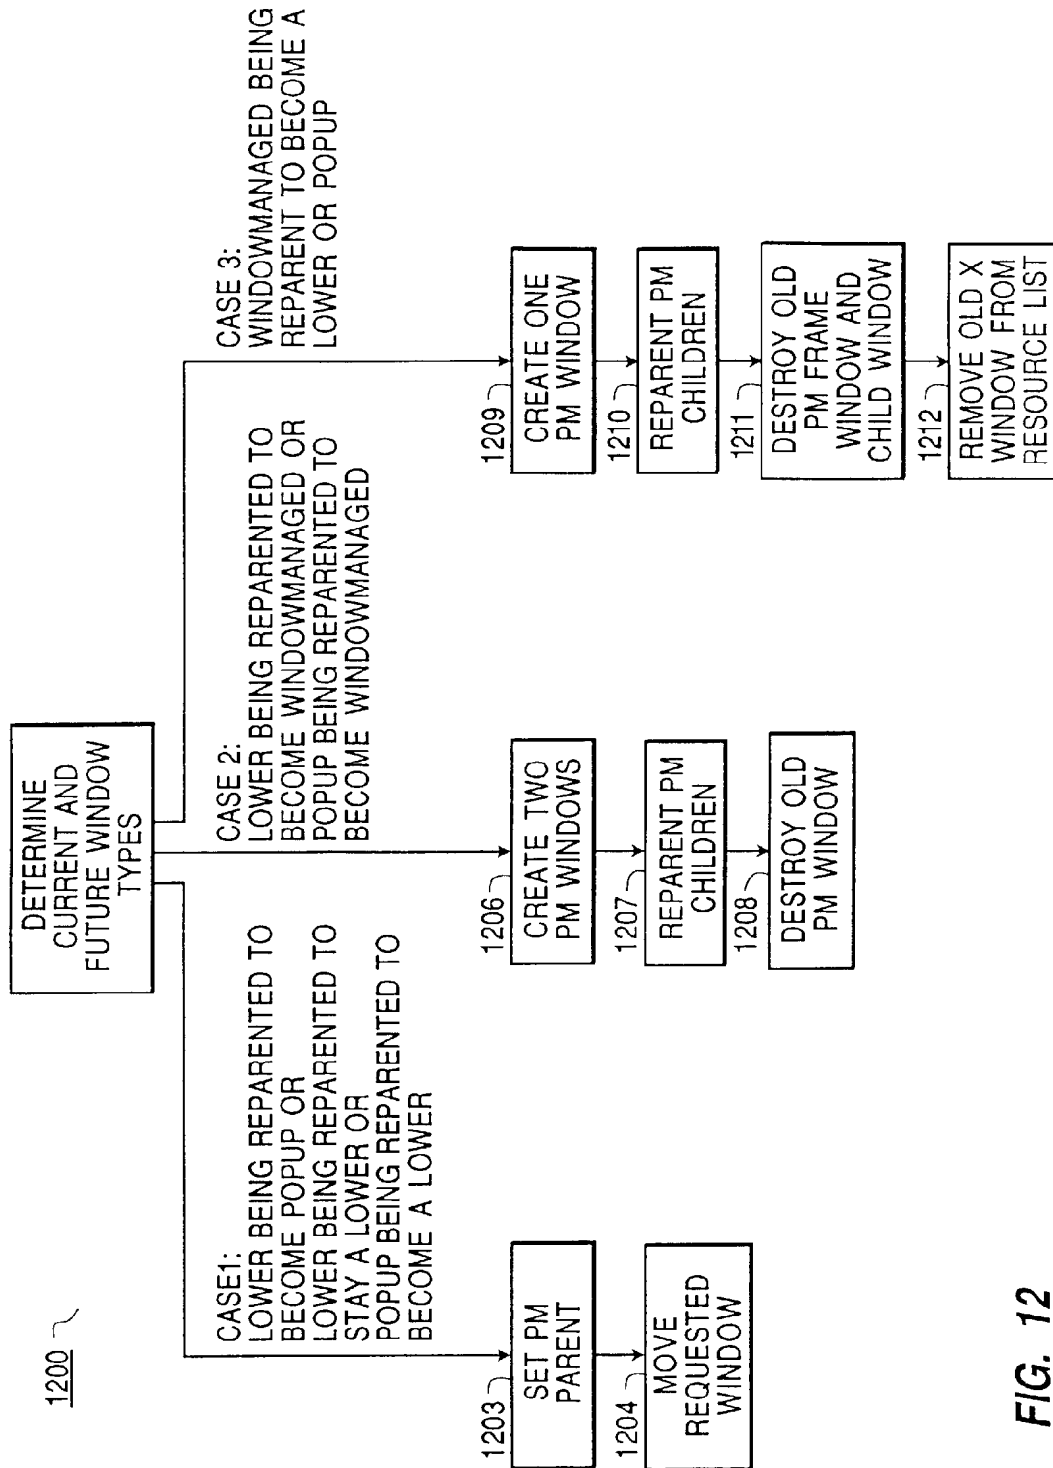 1200
DETERMINE
CURRENT AND
FUTURE WINDOW
TYPES
CASE1:
LOWER BEING REPARENTED TO
BECOME POPUP OR
LOWER BEING REPARENTED TO
STAY A LOWER OR
POPUP BEING REPARENTED TO
BECOME A LOWER
1203
SET PM
PARENT
1204
MOVE
REQUESTED
WINDOW
CASE 2:
LOWER BEING REPARENTED TO
BECOME WINDOWMANAGED OR
POPUP BEING REPARENTED TO
BECOME WINDOWMANAGED
1206
CREATE TWO
PM WINDOWS
1207
REPARENT PM
CHILDREN
1208
DESTROY OLD
PM WINDOW
CASE 3:
WINDOWMANAGED BEING
REPARENT TO BECOME A
LOWER OR POPUP
1209
CREATE ONE
PM WINDOW
1210
REPARENT PM
CHILDREN
1211
DESTROY OLD
PM FRAME
WINDOW AND
CHILD WINDOW
1212
REMOVE OLD X
WINDOW FROM
RESOURCE LIST
FIG. 12